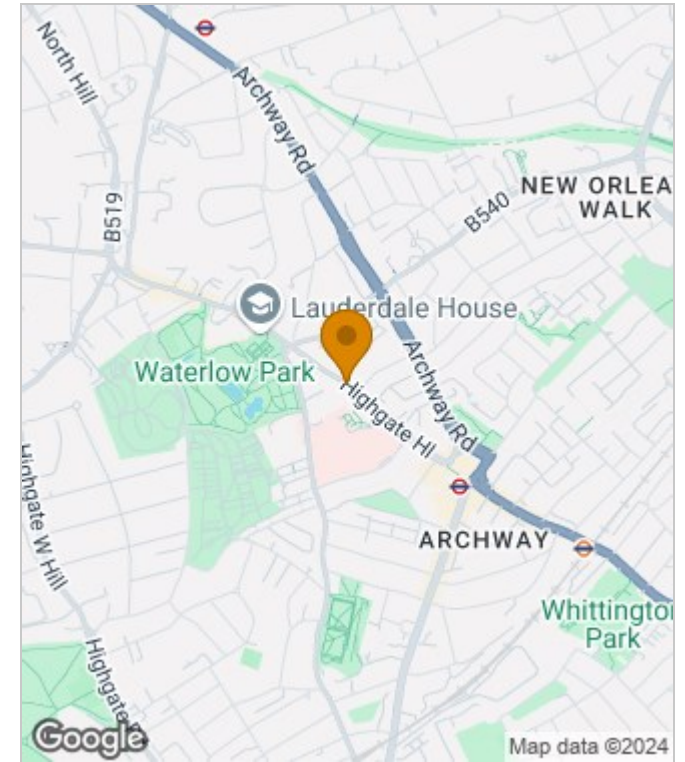 North Hill
Archway Rd
NEW ORLEA
WALK
B519
B540
Lauderdale House
Waterlow Park
Archway Rd
Highgate Hl
Highgate W Hill
ARCHWAY
Whittington
Park
Highgate R
Google
Map data ©2024